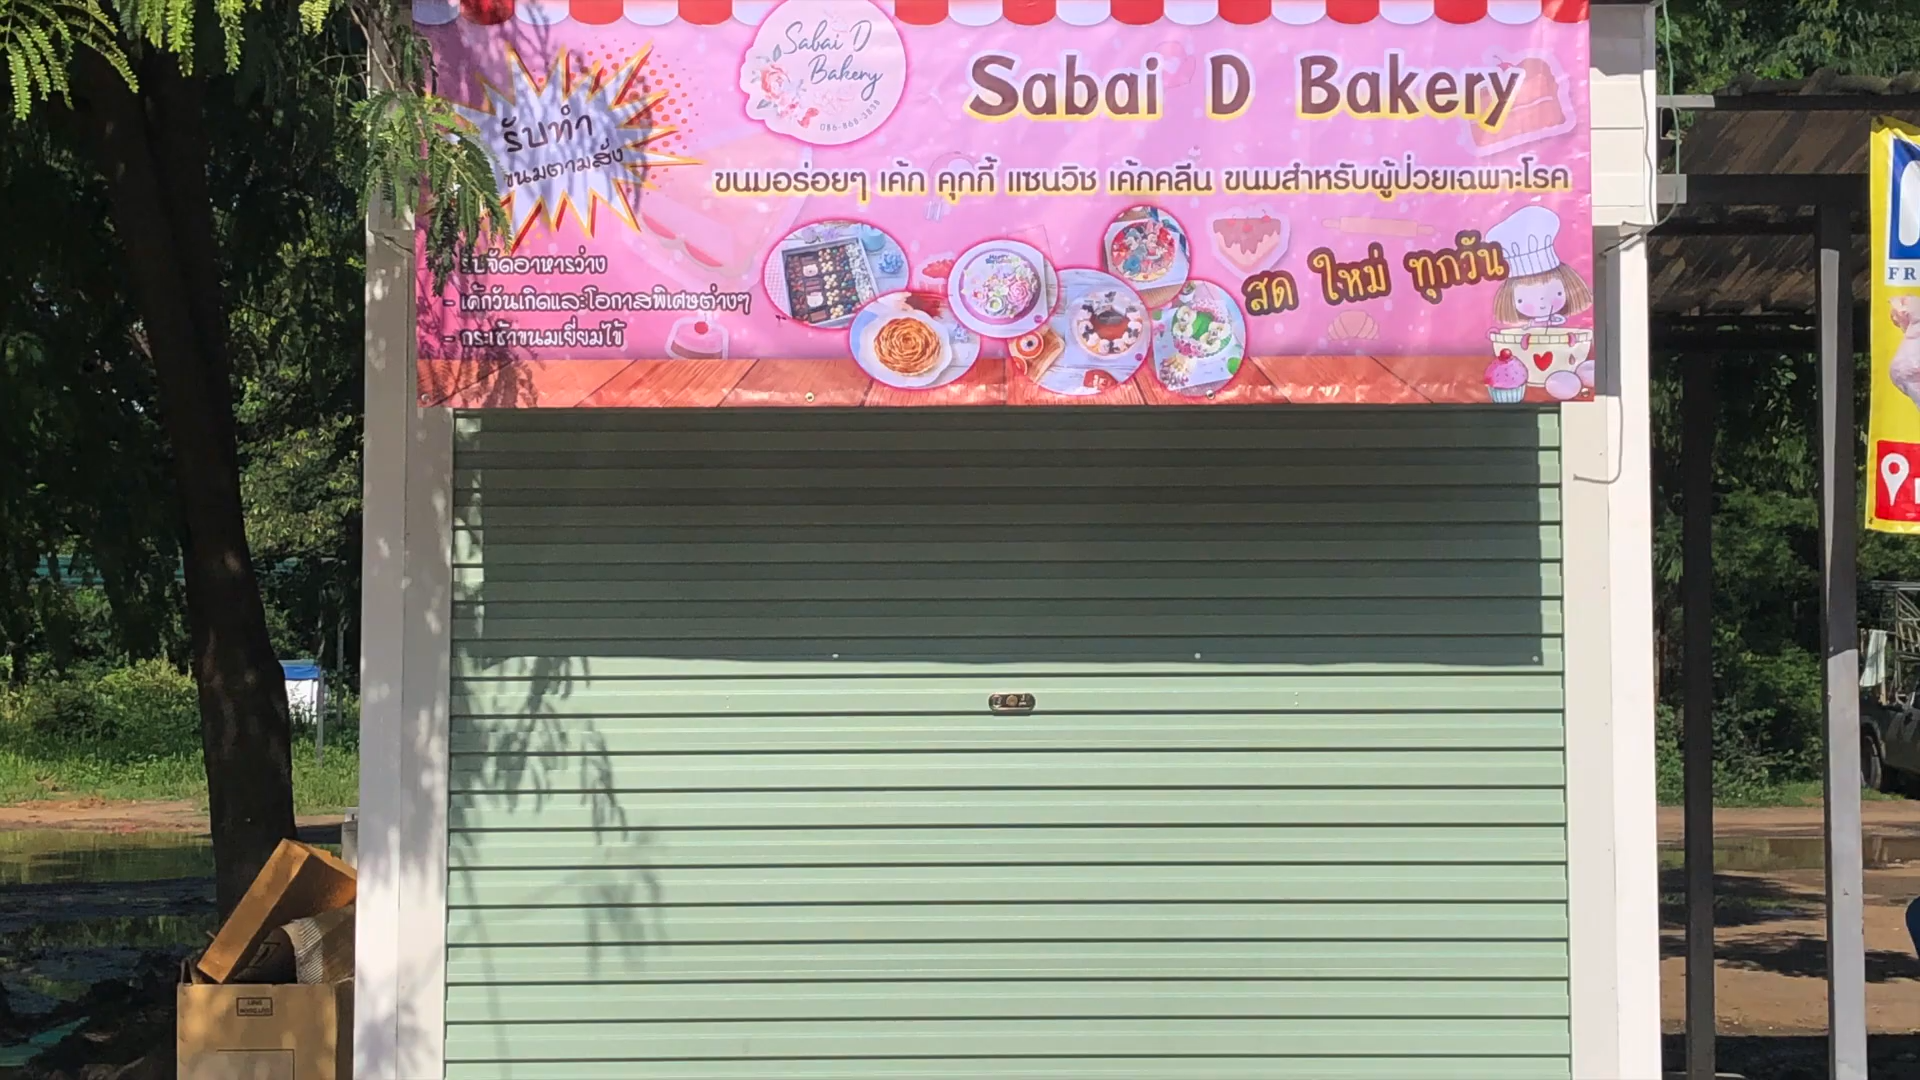 Sabai D
Bakery
086-868-3838
Sabai D Bakery
รับทำ
ขนมตามสั่ง
ขนมอร่อยๆ เค้ก คุกกี้ แซนวิช เค้กคลีน ขนมสำหรับผู้ป่วยเฉพาะโรค
- รับจัดอาหารว่าง
- เค้กวันเกิดและโอกาสพิเศษต่างๆ
- กระเช้าขนมเยี่ยมไข้
สด ใหม่ ทุกวัน
FR